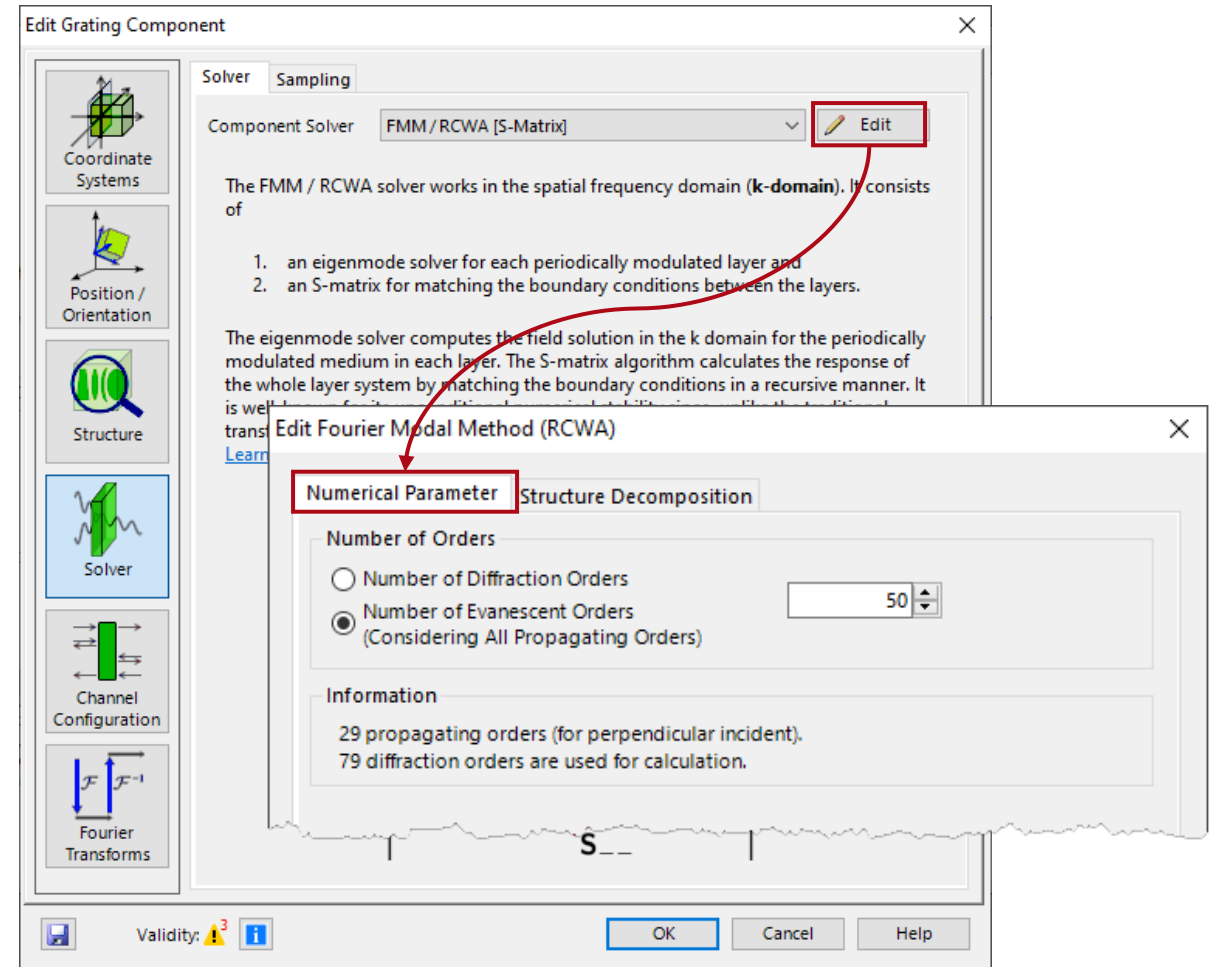 Edit Grating Component
Coordinate
Systems
Position /
Orientation
Structure
Solver
Channel
Configuration
Fourier
Transforms
Solver
Sampling
Component Solver
FMM / RCWA [S-Matrix]
Edit
The FMM / RCWA solver works in the spatial frequency domain (k-domain). It consists
of
1. an eigenmode solver for each periodically modulated layer and
2. an S-matrix for matching the boundary conditions between the layers.
The eigenmode solver computes the field solution in the k domain for the periodically
modulated medium in each layer. The S-matrix algorithm calculates the response of
the whole layer system by matching the boundary conditions in a recursive manner. It
is well
transf
Learn
Edit Fourier Modal Method (RCWA)
Numerical Parameter
Structure Decomposition
Number of Orders
Number of Diffraction Orders
50
Number of Evanescent Orders
(Considering All Propagating Orders)
Information
29 propagating orders (for perpendicular incident).
79 diffraction orders are used for calculation.
S__
Validity:
3
OK
Cancel
Help